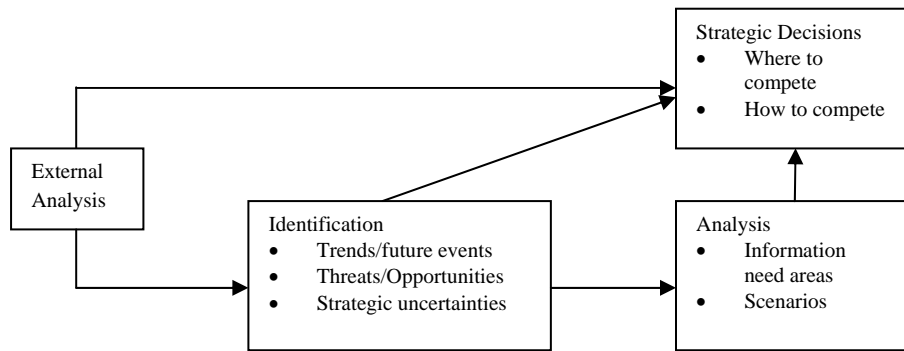 Strategic Decisions
• Where to
compete
• How to compete
External
Analysis
Identification
• Trends/future events
• Threats/Opportunities
• Strategic uncertainties
Analysis
• Information
need areas
• Scenarios